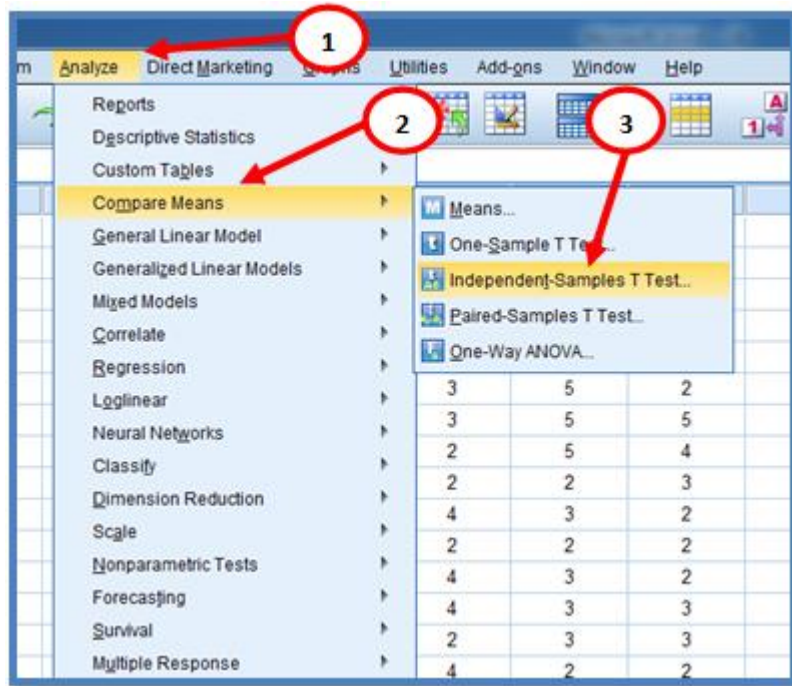 1
m Analyze Direct Marketing Graphs Utilities Add-ons Window Help
Reports
2
3
A
1
Descriptive Statistics
Custom Tables
Compare Means
Means...
General Linear Model
One-Sample T Test...
Generalized Linear Models
Independent-Samples T Test...
Mixed Models
Paired-Samples T Test...
Correlate
One-Way ANOVA...
Regression
3 5 2
Loglinear
3 5 5
Neural Networks
2 5 4
Classify
2 2 3
Dimension Reduction
4 3 2
Scale
2 2 2
Nonparametric Tests
4 3 2
Forecasting
4 3 3
Survival
2 3 3
Multiple Response
4 2 2